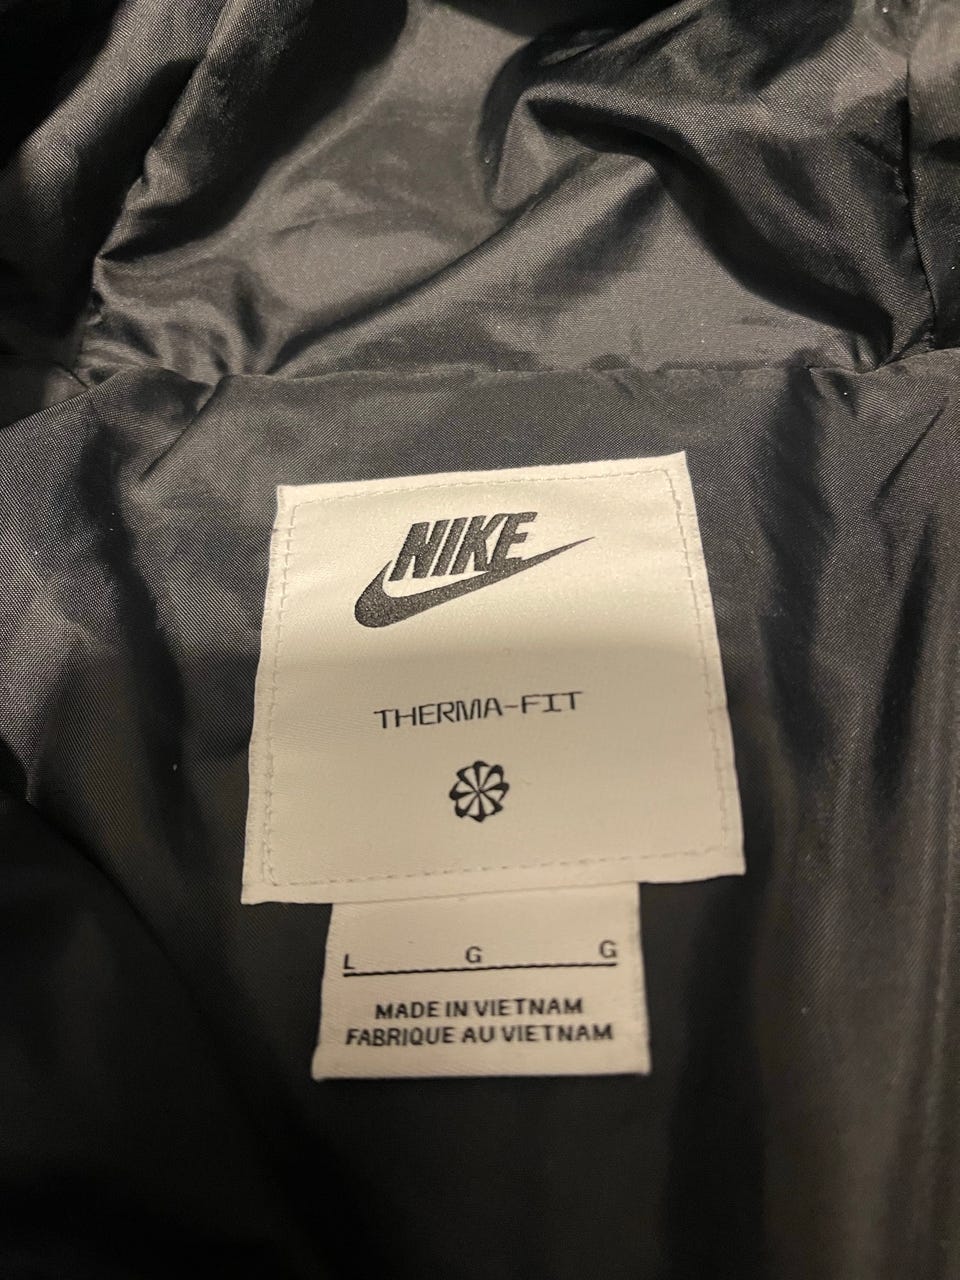 NIKE
THERMA-FIT
L G G
MADE IN VIETNAM
FABRIQUE AU VIETNAM